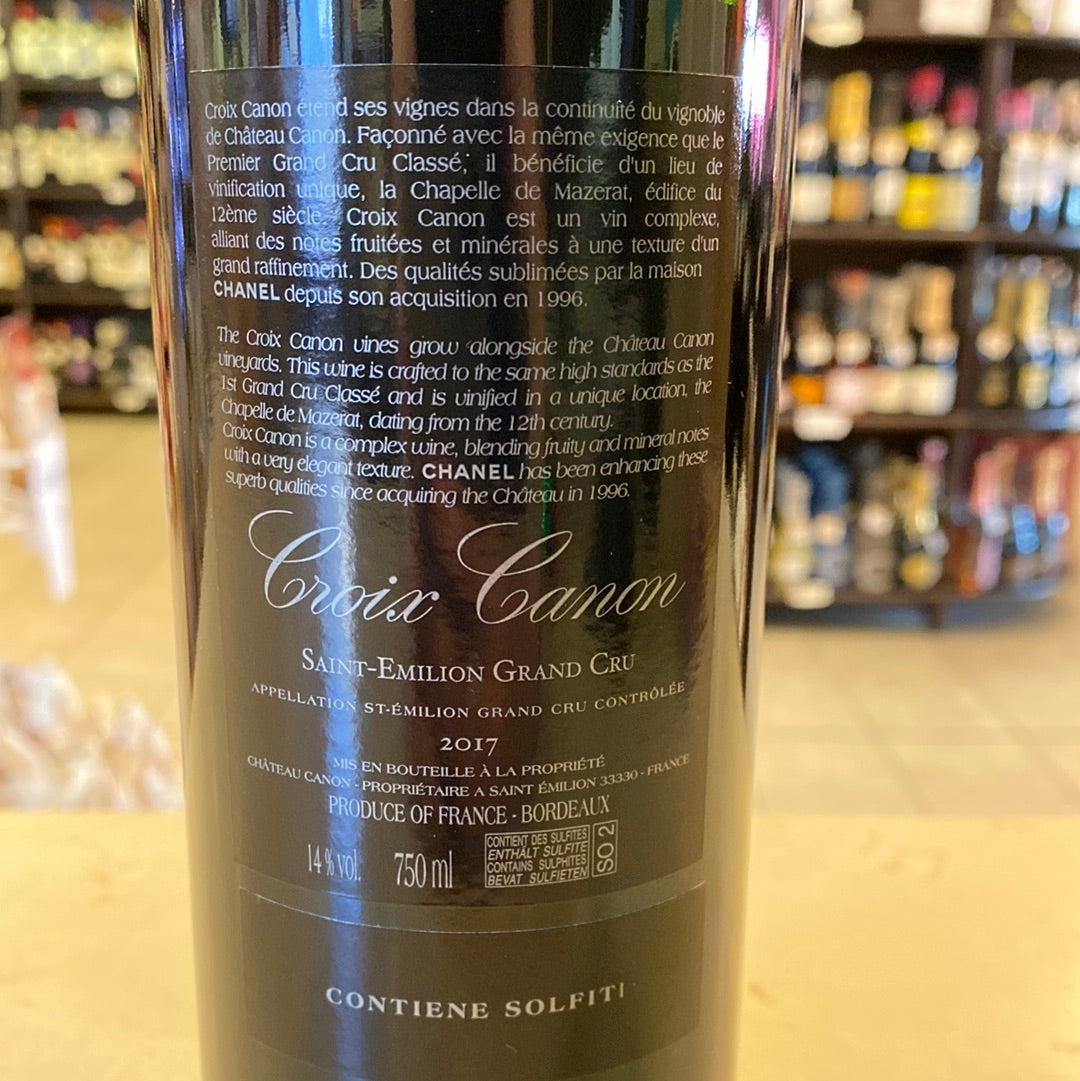 Croix Canon étend ses vignes dans la continuité du vignoble
de Château Canon. Façonné avec la même exigence que le
Premier Grand Cru Classé, il bénéficie d'un lieu de
vinification unique, la Chapelle de Mazerat, édifice du
12ème siècle. Croix Canon est un vin complexe,
alliant des notes fruitées et minérales à une texture d'un
grand raffinement. Des qualités sublimées par la maison
CHANEL depuis son acquisition en 1996.
The Croix Canon vines grow alongside the Château Canon
vineyards. This wine is crafted to the same high standards as the
1st Grand Cru Classé and is vinified in a unique location, the
Chapelle de Mazerat, dating from the 12th century.
Croix Canon is a complex wine, blending fruity and mineral notes
with a very elegant texture. CHANEL has been enhancing these
superb qualities since acquiring the Château in 1996.
Croix Canon
SAINT-EMILION GRAND CRU
APPELLATION ST-ÉMILION GRAND CRU CONTRÔLÉE
2017
MIS EN BOUTEILLE À LA PROPRIÉTÉ
CHÂTEAU CANON - PROPRIÉTAIRE A SAINT ÉMILION 33330 - FRANCE
PRODUCE OF FRANCE - BORDEAUX
14 % vol. 750 ml
CONTIENT DES SULFITES
ENTHÄLT SULFITE
CONTAINS SULPHITES
BEVAT SULFIETEN
SO2
CONTIENE SOLFITI